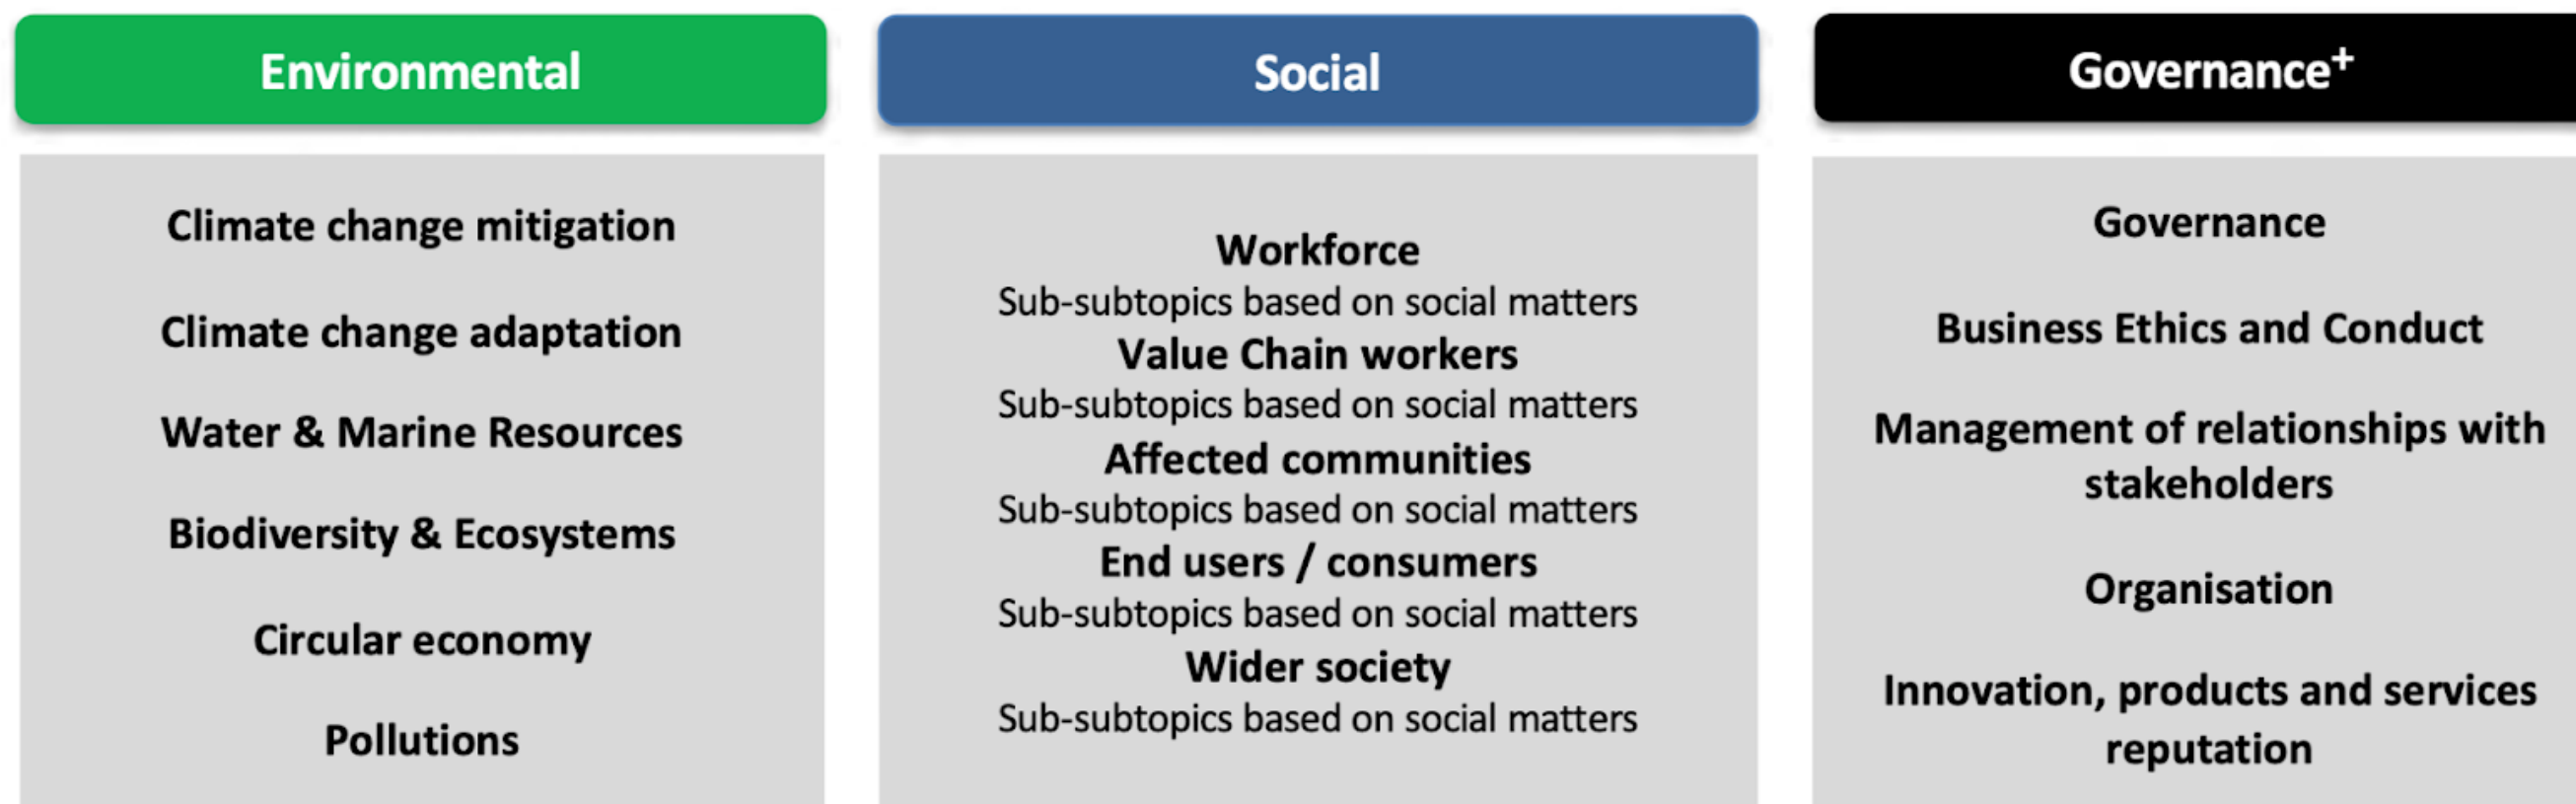 Environmental
Climate change mitigation
Climate change adaptation
Water & Marine Resources
Biodiversity & Ecosystems
Circular economy
Pollutions
Social
Workforce
Sub-subtopics based on social matters
Value Chain workers
Sub-subtopics based on social matters
Affected communities
Sub-subtopics based on social matters
End users / consumers
Sub-subtopics based on social matters
Wider society
Sub-subtopics based on social matters
Governance⁺
Governance
Business Ethics and Conduct
Management of relationships with
stakeholders
Organisation
Innovation, products and services
reputation